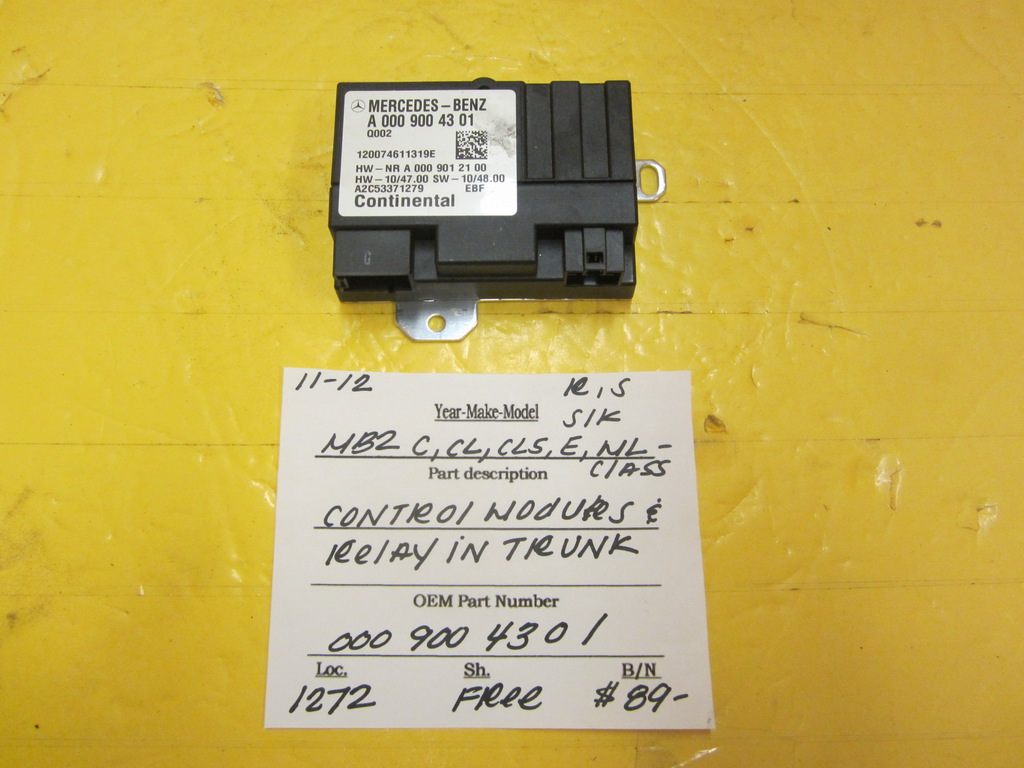 MERCEDES-BENZ
A 000 900 43 01
Q002
120074611319E
HW-NR A 000 901 21 00
HW-10/47.00 SW-10/48.00
A2C53371279 EBF
Continental
G
11-12 R, S
Year-Make-Model S/K
MBZ C, CL, CLS, E, ML-
Part description CLASS
CONTROL MODULRS &
RELAY IN TRUNK
OEM Part Number
000 900 4301
Loc. Sh. B/N
1272 FREE #89-